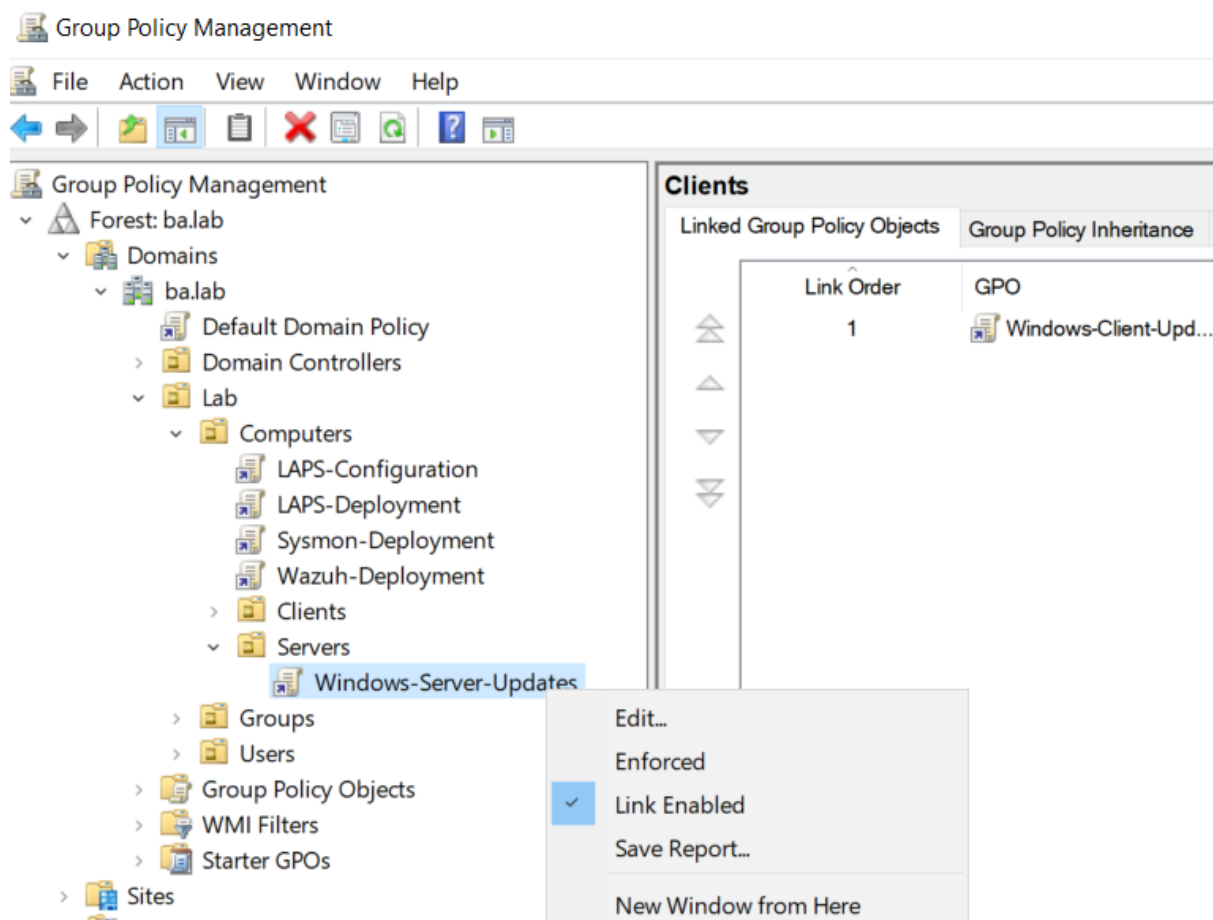 Group Policy Management
File Action View Window Help
Group Policy Management
Forest: ba.lab
Domains
ba.lab
Default Domain Policy
Domain Controllers
Lab
Computers
LAPS-Configuration
LAPS-Deployment
Sysmon-Deployment
Wazuh-Deployment
Clients
Servers
Windows-Server-Updates
Groups
Users
Group Policy Objects
WMI Filters
Starter GPOs
Sites
Clients
Linked Group Policy Objects Group Policy Inheritance
Link Order GPO
1 Windows-Client-Upd...
Edit...
Enforced
Link Enabled
Save Report...
New Window from Here